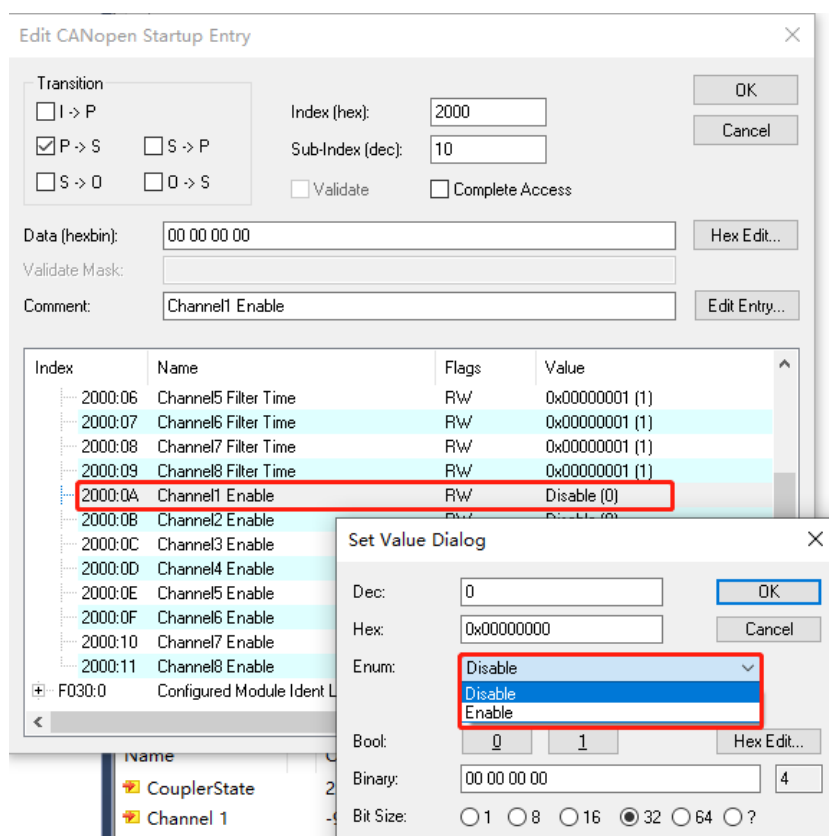 Edit CANopen Startup Entry
Transition
I -> P
P -> S
S -> P
S -> O
O -> S
Index (hex):
2000
Sub-Index (dec):
10
Validate
Complete Access
OK
Cancel
Data (hexbin):
00 00 00 00
Hex Edit...
Validate Mask:
Comment:
Channel1 Enable
Edit Entry...
Index Name Flags Value
2000:06 Channel5 Filter Time RW 0x00000001 (1)
2000:07 Channel6 Filter Time RW 0x00000001 (1)
2000:08 Channel7 Filter Time RW 0x00000001 (1)
2000:09 Channel8 Filter Time RW 0x00000001 (1)
2000:0A Channel1 Enable RW Disable (0)
2000:0B Channel2 Enable RW Disable (0)
2000:0C Channel3 Enable
2000:0D Channel4 Enable
2000:0E Channel5 Enable
2000:0F Channel6 Enable
2000:10 Channel7 Enable
2000:11 Channel8 Enable
F030:0 Configured Module Ident L
Set Value Dialog
Dec:
0
OK
Hex:
0x00000000
Cancel
Enum:
Disable
Disable
Enable
Bool:
0
1
Hex Edit...
Binary:
00 00 00 00
4
Bit Size:
1 8 16 32 64 ?
Name
CouplerState 2
Channel 1